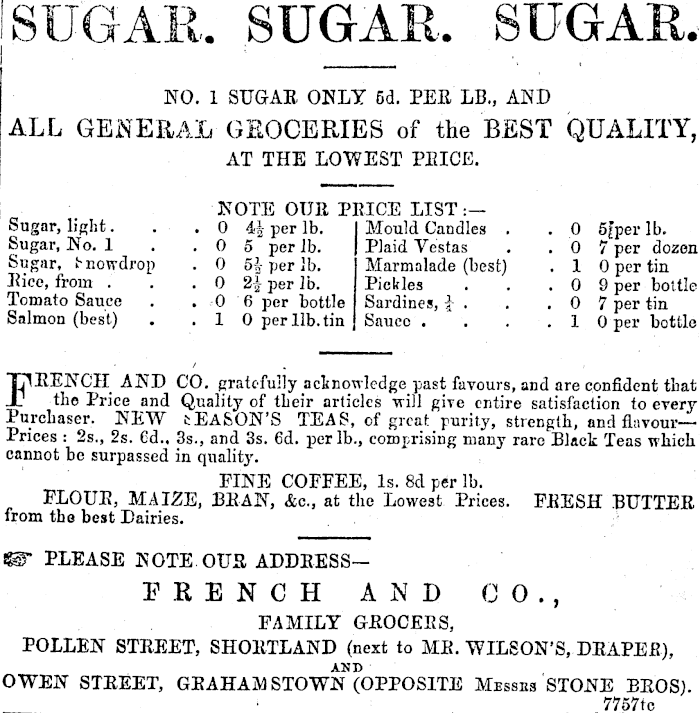 SUGAR. SUGAR. SUGAR.
NO. 1 SUGAR ONLY 5d. PER LB., AND
ALL GENERAL GROCERIES of the BEST QUALITY,
AT THE LOWEST PRICE.
NOTE OUR PRICE LIST:—
Sugar, light. . . 0 4½ per lb.
Sugar, No. 1 . . 0 5 per lb.
Sugar, Snowdrop . 0 5½ per lb.
Rice, from . . . 0 2½ per lb.
Tomato Sauce . . 0 6 per bottle
Salmon (best) . . 1 0 per 1lb. tin
Mould Candles . . 0 per lb.
Plaid Vestas . . 0 7 per dozen
Marmalade (best) . 1 0 per tin
Pickles . . . 0 9 per bottle
Sardines, ¼ . . . 0 7 per tin
Sauce . . . . 1 0 per bottle
FRENCH AND CO. gratefully acknowledge past favours, and are confident that
the Price and Quality of their articles will give entire satisfaction to every
Purchaser. NEW SEASON'S TEAS, of great purity, strength, and flavour—
Prices: 2s., 2s. 6d., 3s., and 3s. 6d. per lb., comprising many rare Black Teas which
cannot be surpassed in quality.
FINE COFFEE, 1s. 8d per lb.
FLOUR, MAIZE, BRAN, &c., at the Lowest Prices. FRESH BUTTER
from the best Dairies.
☞ PLEASE NOTE OUR ADDRESS—
FRENCH AND CO.,
FAMILY GROCERS,
POLLEN STREET, SHORTLAND (next to MR. WILSON'S, DRAPER),
AND
OWEN STREET, GRAHAMSTOWN (OPPOSITE MESSRS STONE BROS).
7757tc